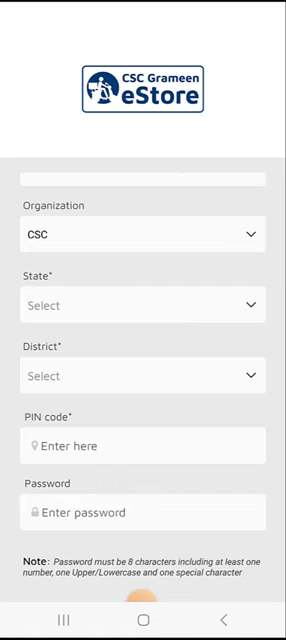 CSC Grameen
eStore
Organization
CSC
State*
Select
District*
Select
PIN code*
Enter here
Password
Enter password
Note: Password must be 8 characters including at least one
number, one Upper/Lowercase and one special character